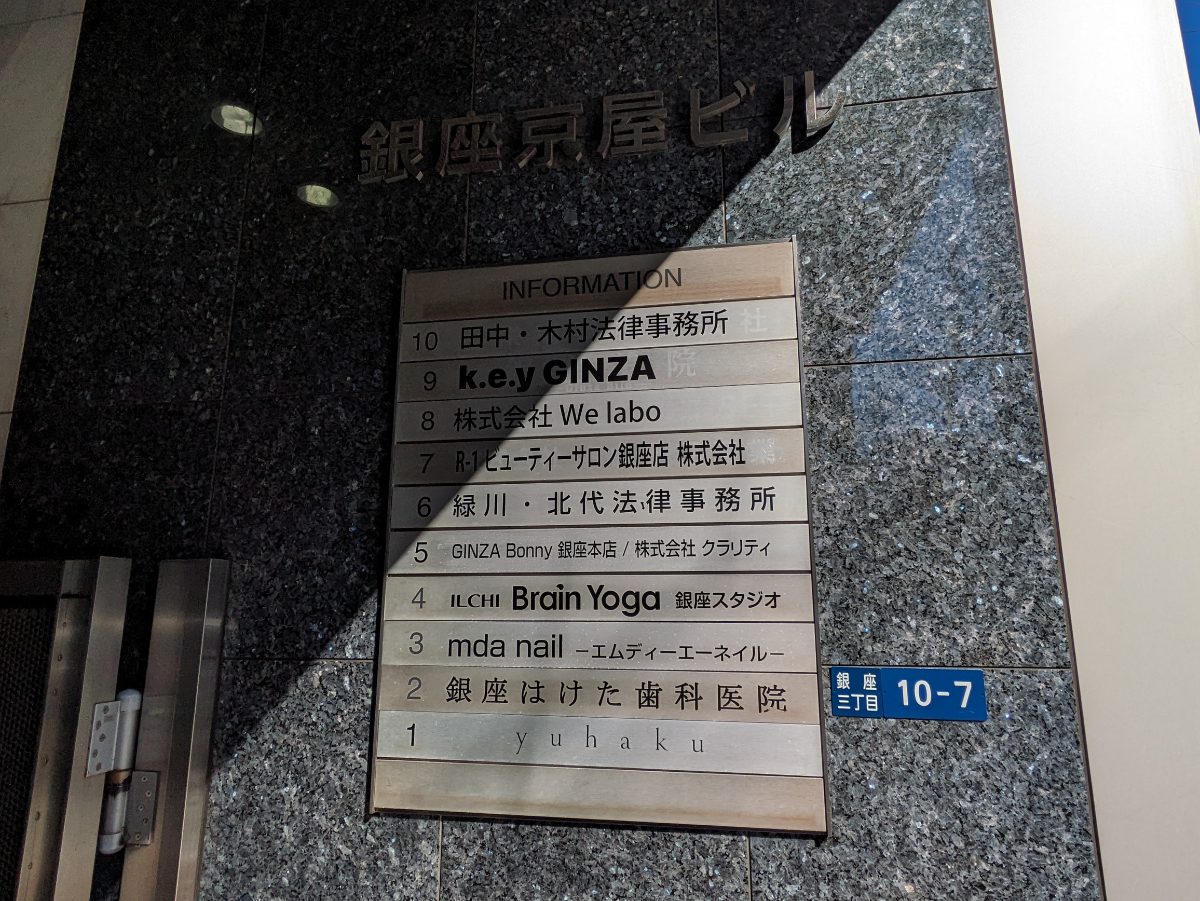 銀座京屋ビル
INFORMATION
10 田中・木村法律事務所 社
9 k.e.y GINZA 院
8 株式会社 We labo
7 R-1 ビューティーサロン銀座店 株式会社 業
6 緑川・北代法律事務所
5 GINZA Bonny 銀座本店 / 株式会社 クラリティ
4 ILCHI Brain Yoga 銀座スタジオ
3 mda nail －エムディーエーネイル－
2 銀座はけた歯科医院
1 yuhaku
銀座
三丁目 10-7